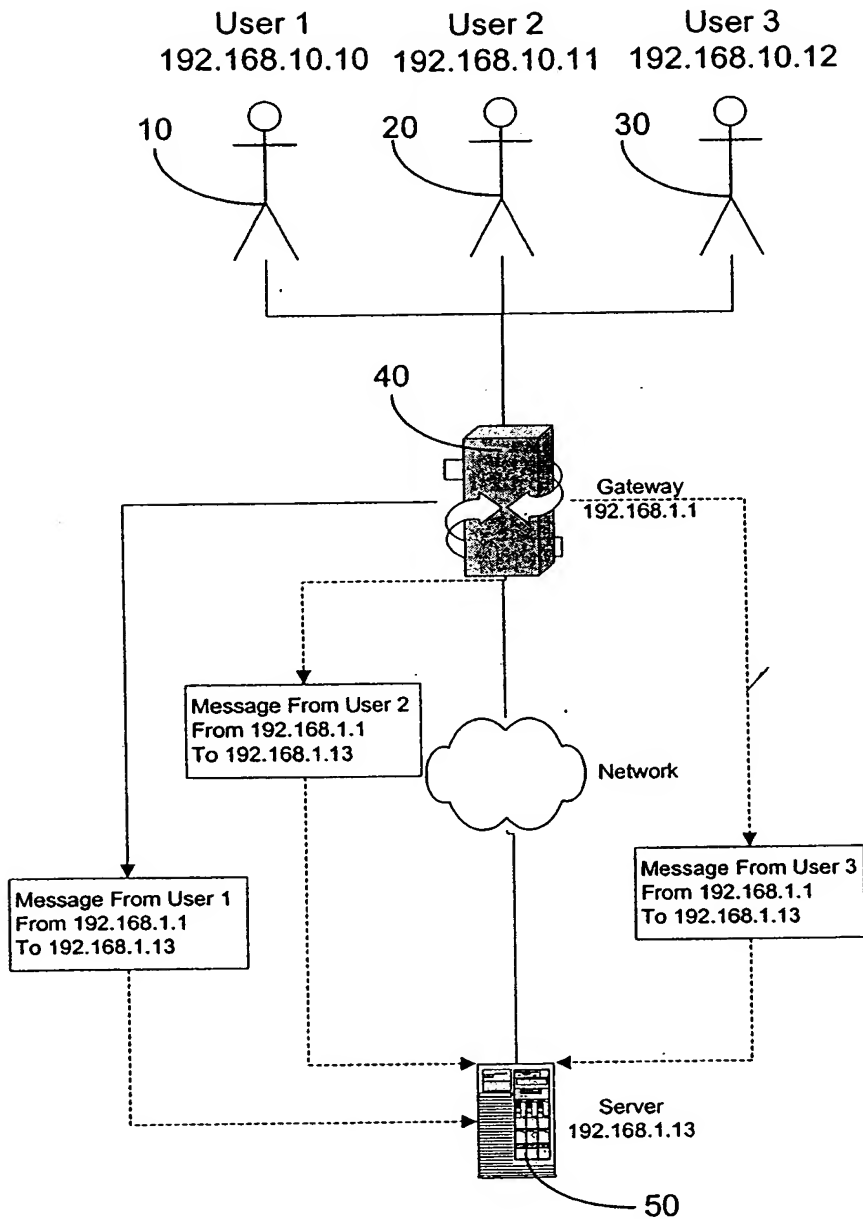 User 1
192.168.10.10
User 2
192.168.10.11
User 3
192.168.10.12
10
20
30
40
Gateway
192.168.1.1
Message From User 2
From 192.168.1.1
To 192.168.1.13
Network
Message From User 1
From 192.168.1.1
To 192.168.1.13
Message From User 3
From 192.168.1.1
To 192.168.1.13
Server
192.168.1.13
50